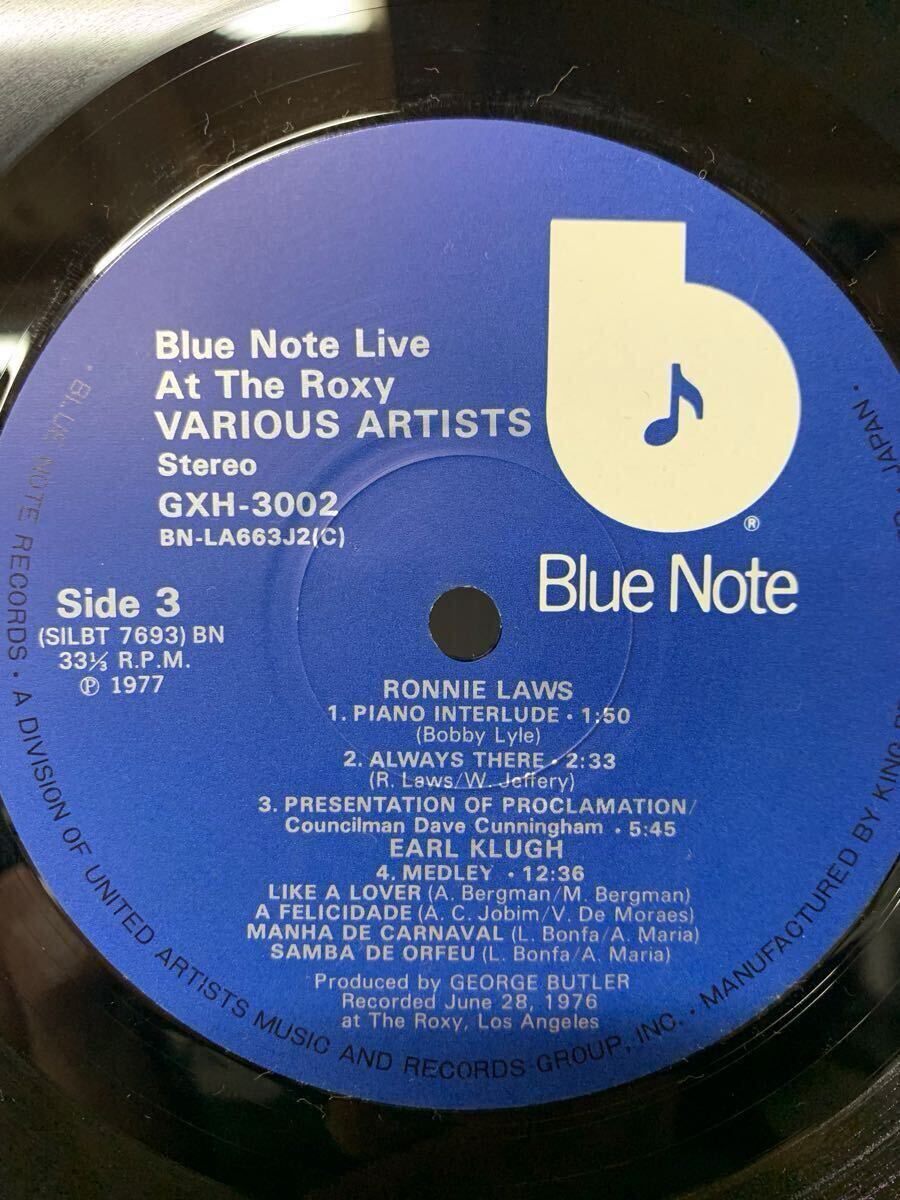 Blue Note Live
At The Roxy
VARIOUS ARTISTS
Stereo
GXH-3002
BN-LA663J2(C)
® 
Blue Note
Side 3
(SILBT 7693) BN
33⅓ R.P.M.
℗ 1977
RONNIE LAWS
1. PIANO INTERLUDE · 1:50
(Bobby Lyle)
2. ALWAYS THERE · 2:33
(R. Laws/W. Jeffery)
3. PRESENTATION OF PROCLAMATION/
Councilman Dave Cunningham · 5:45
EARL KLUGH
4. MEDLEY · 12:36
LIKE A LOVER (A. Bergman/M. Bergman)
A FELICIDADE (A. C. Jobim/V. De Moraes)
MANHA DE CARNAVAL (L. Bonfa/A. Maria)
SAMBA DE ORFEU (L. Bonfa/A. Maria)
Produced by GEORGE BUTLER
Recorded June 28, 1976
at The Roxy, Los Angeles
· BLUE NOTE RECORDS · A DIVISION OF UNITED ARTISTS MUSIC AND RECORDS GROUP, INC. · MANUFACTURED BY KING JAPAN ·